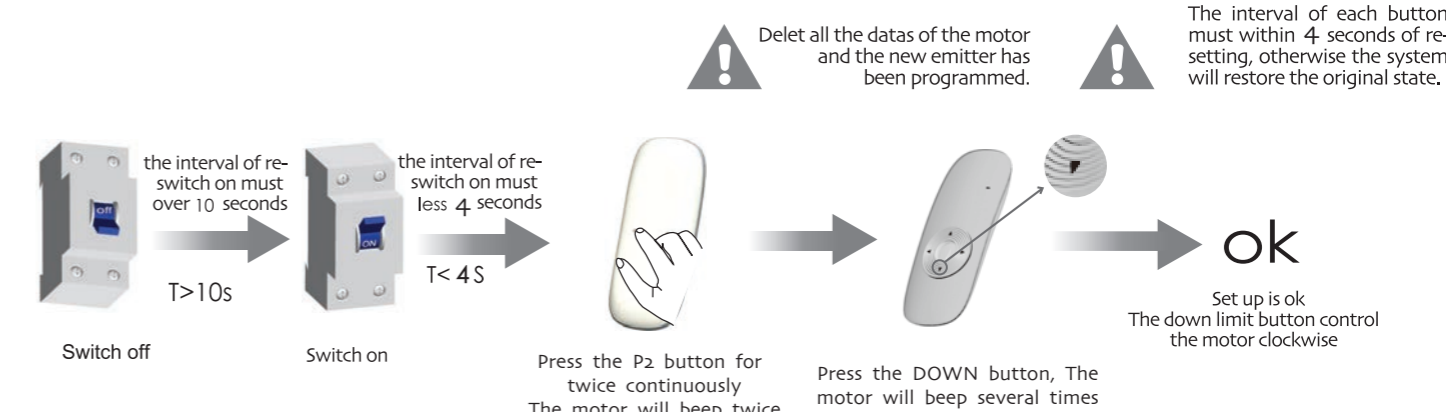 Delet all the datas of the motor
and the new emitter has
been programmed.
The interval of each button
must within 4 seconds of re-
setting, otherwise the system
will restore the original state.
off
the interval of re-
switch on must
over 10 seconds
T>10s
Switch off
ON
the interval of re-
switch on must
less 4 seconds
T< 4 S
Switch on
Press the P2 button for
twice continuously
The motor will beep twice
Press the DOWN button, The
motor will beep several times
ok
Set up is ok
The down limit button control
the motor clockwise